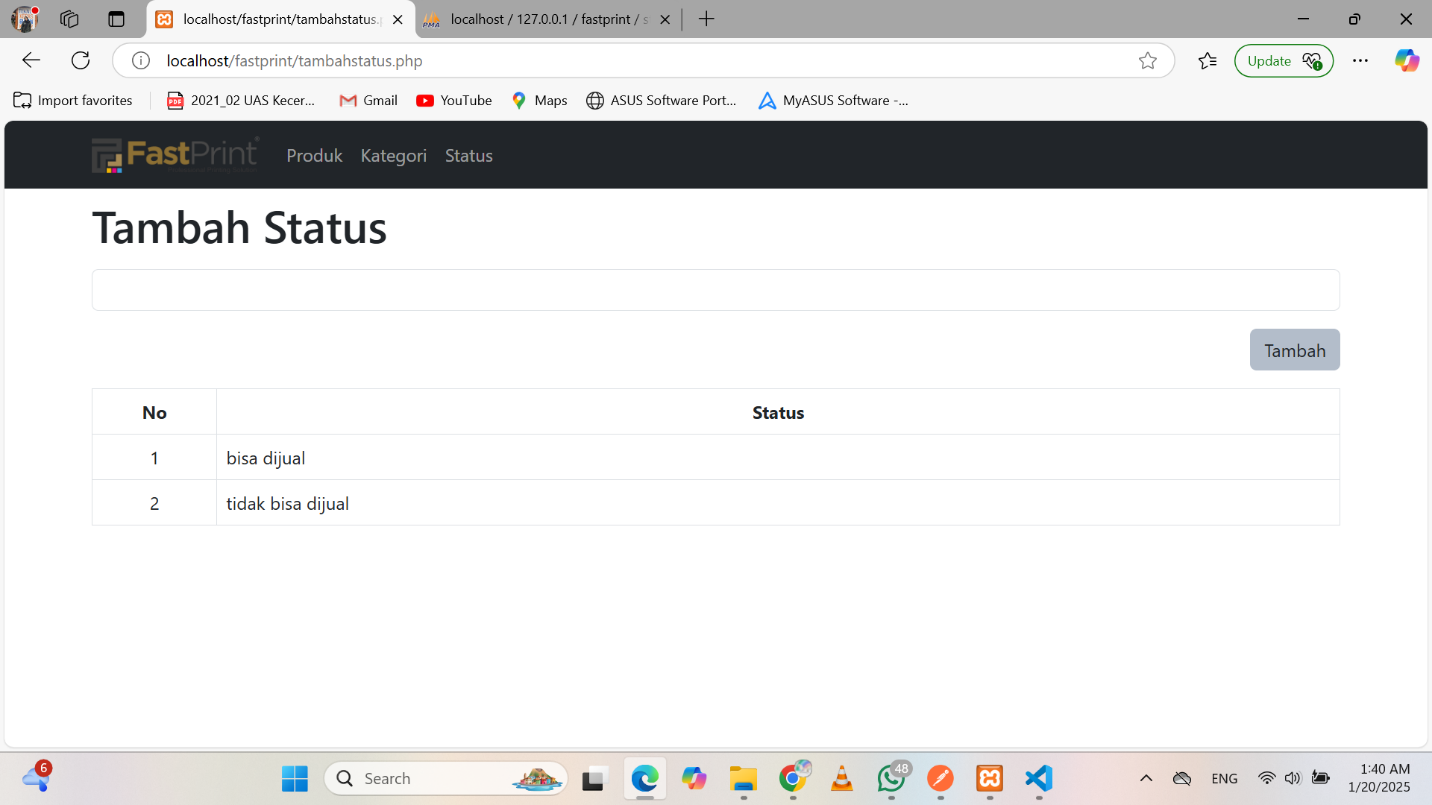 localhost/fastprint/tambahstatus.p
PMA localhost / 127.0.0.1 / fastprint / s
localhost/fastprint/tambahstatus.php
Update
Import favorites
PDF 2021_02 UAS Kecer...
Gmail
YouTube
Maps
ASUS Software Port...
MyASUS Software -...
FastPrint
Produk Kategori Status
Tambah Status
Tambah
No Status
1 bisa dijual
2 tidak bisa dijual
6
Search
48
ENG
1:40 AM
1/20/2025